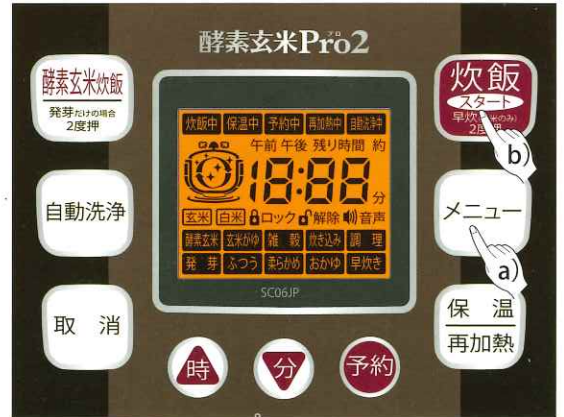 酵素玄米Pro2
プロ
酵素玄米炊飯
発芽だけの場合
2度押
炊飯
スタート
早炊
米のみ)
2度押
b)
炊飯中 保温中 予約中 再加熱中 自動洗浄中
午前 午後 残り時間 約
18:88
分
玄米 白米 ロック 解除 音声
酵素玄米 玄米がゆ 雑穀 炊き込み 調理
発芽 ふつう 柔らかめ おかゆ 早炊き
SC06JP
自動洗浄
メニュー
a)
取消
保温
再加熱
時
分
予約